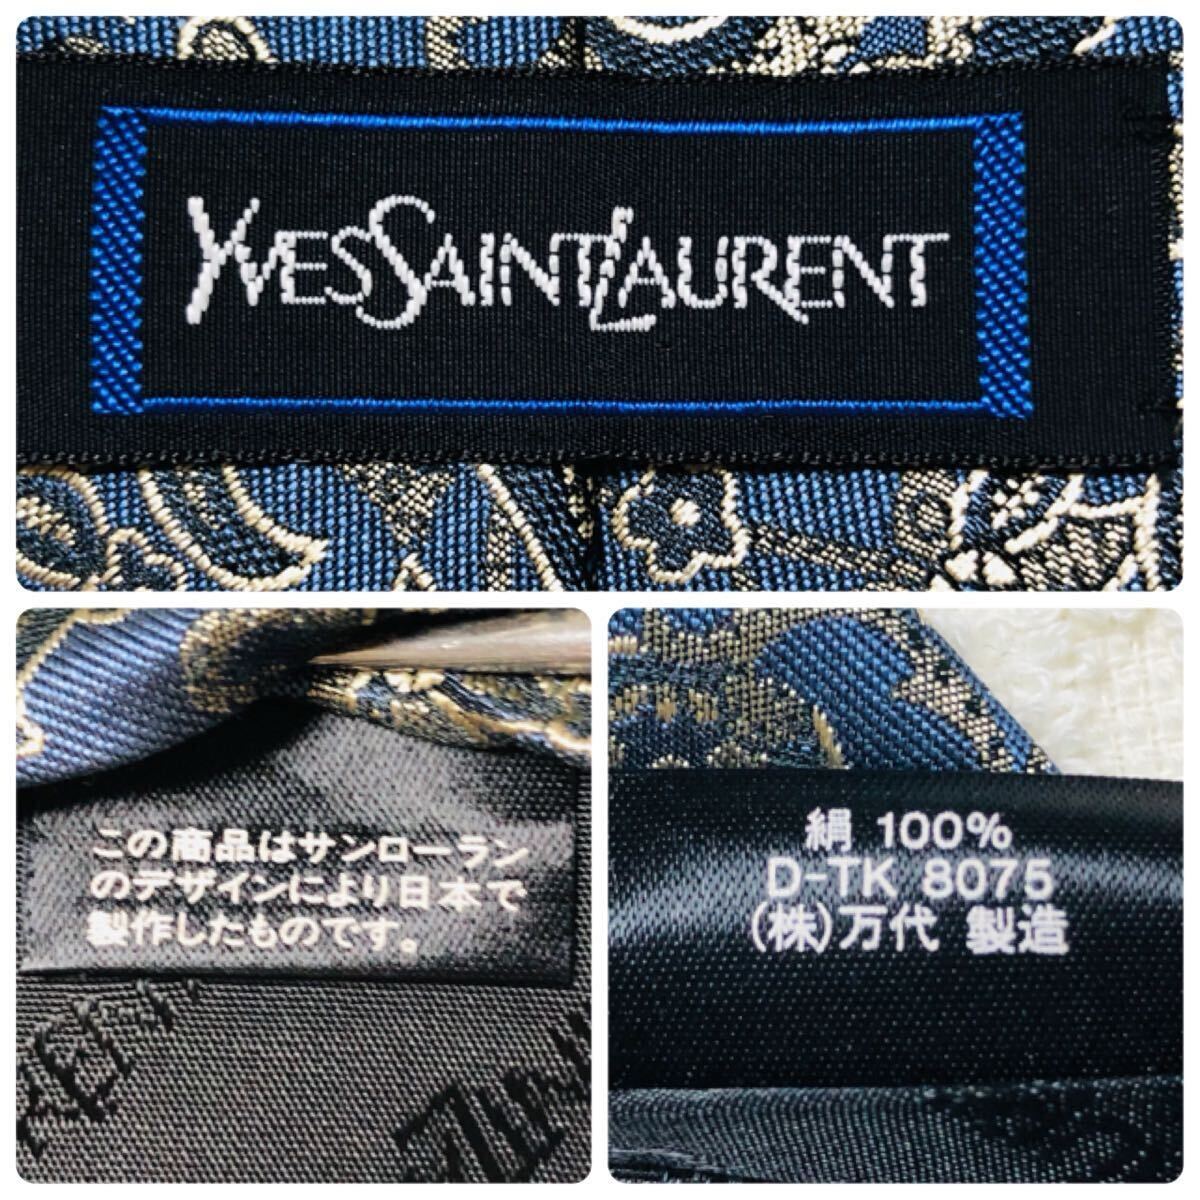 YVESSAINTLAURENT
この商品はサンローラン
のデザインにより日本で
製作したものです。
絹 100%
D-TK 8075
(株)万代 製造